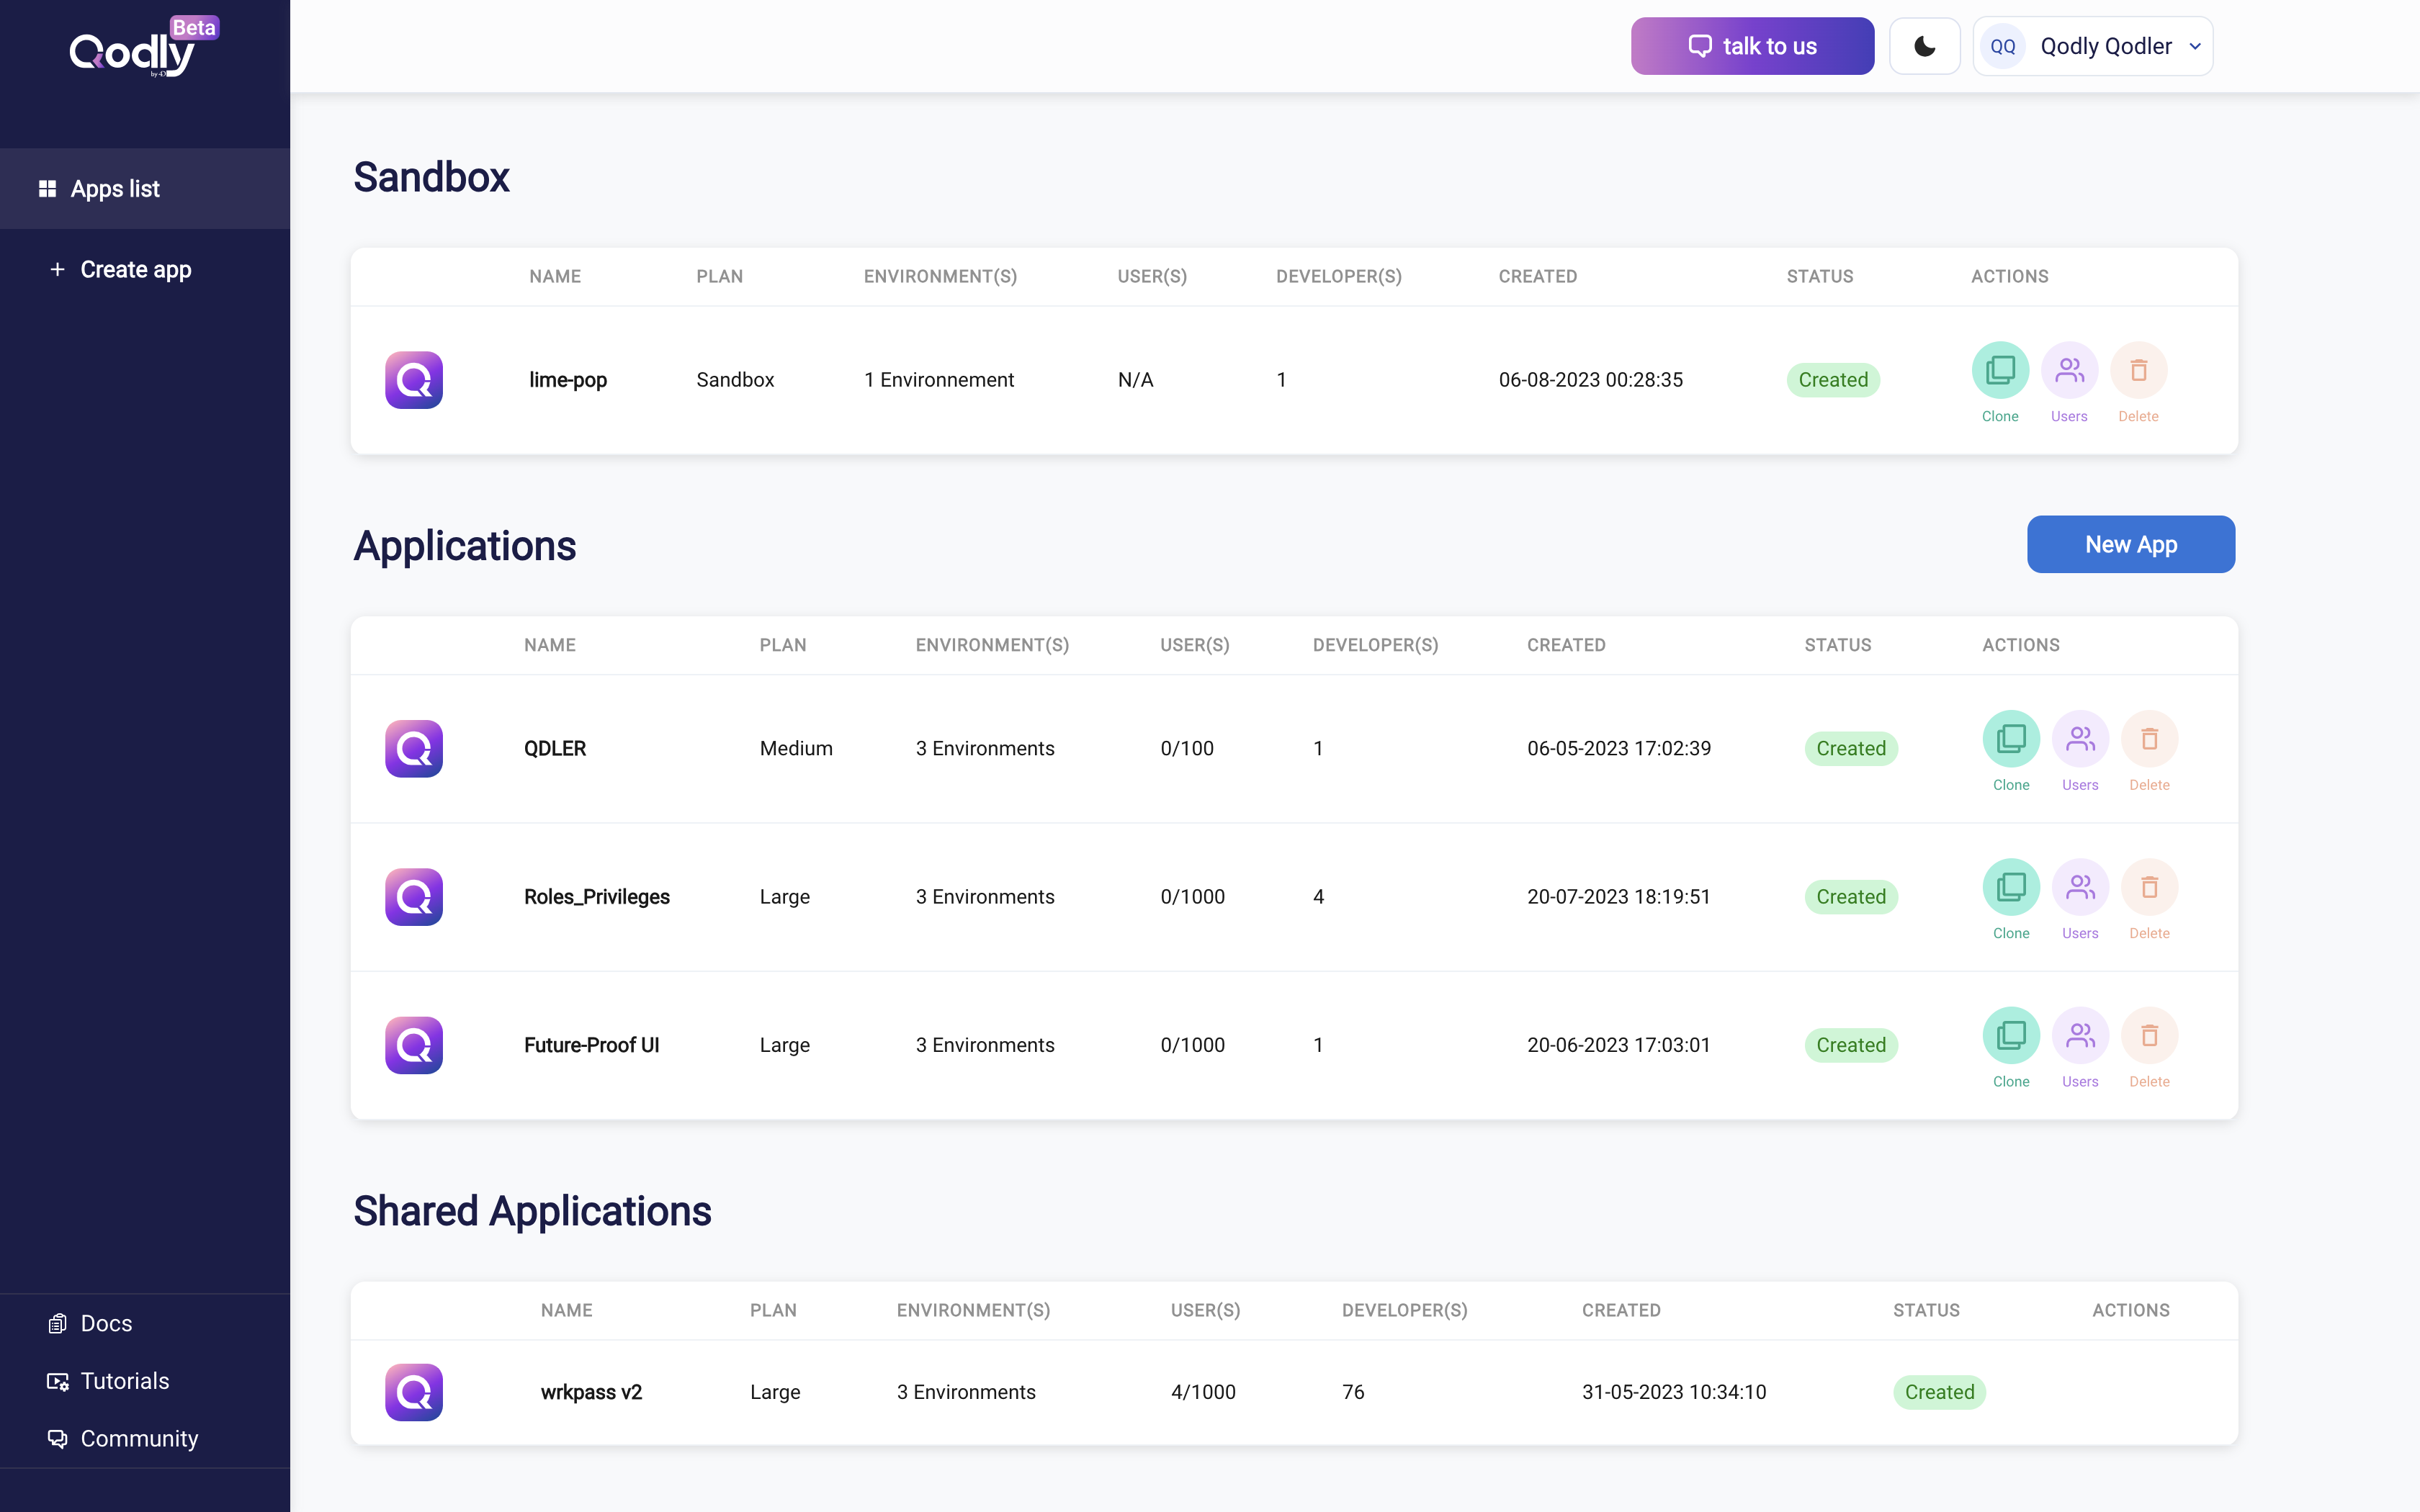 Qodly Beta
by 4D
Apps list
+ Create app
Docs
Tutorials
Community
talk to us
QQ Qodly Qodler
Sandbox
NAME PLAN ENVIRONMENT(S) USER(S) DEVELOPER(S) CREATED STATUS ACTIONS
lime-pop Sandbox 1 Environnement N/A 1 06-08-2023 00:28:35 Created
Clone Users Delete
Applications
New App
NAME PLAN ENVIRONMENT(S) USER(S) DEVELOPER(S) CREATED STATUS ACTIONS
QDLER Medium 3 Environments 0/100 1 06-05-2023 17:02:39 Created
Clone Users Delete
Roles_Privileges Large 3 Environments 0/1000 4 20-07-2023 18:19:51 Created
Clone Users Delete
Future-Proof UI Large 3 Environments 0/1000 1 20-06-2023 17:03:01 Created
Clone Users Delete
Shared Applications
NAME PLAN ENVIRONMENT(S) USER(S) DEVELOPER(S) CREATED STATUS ACTIONS
wrkpass v2 Large 3 Environments 4/1000 76 31-05-2023 10:34:10 Created